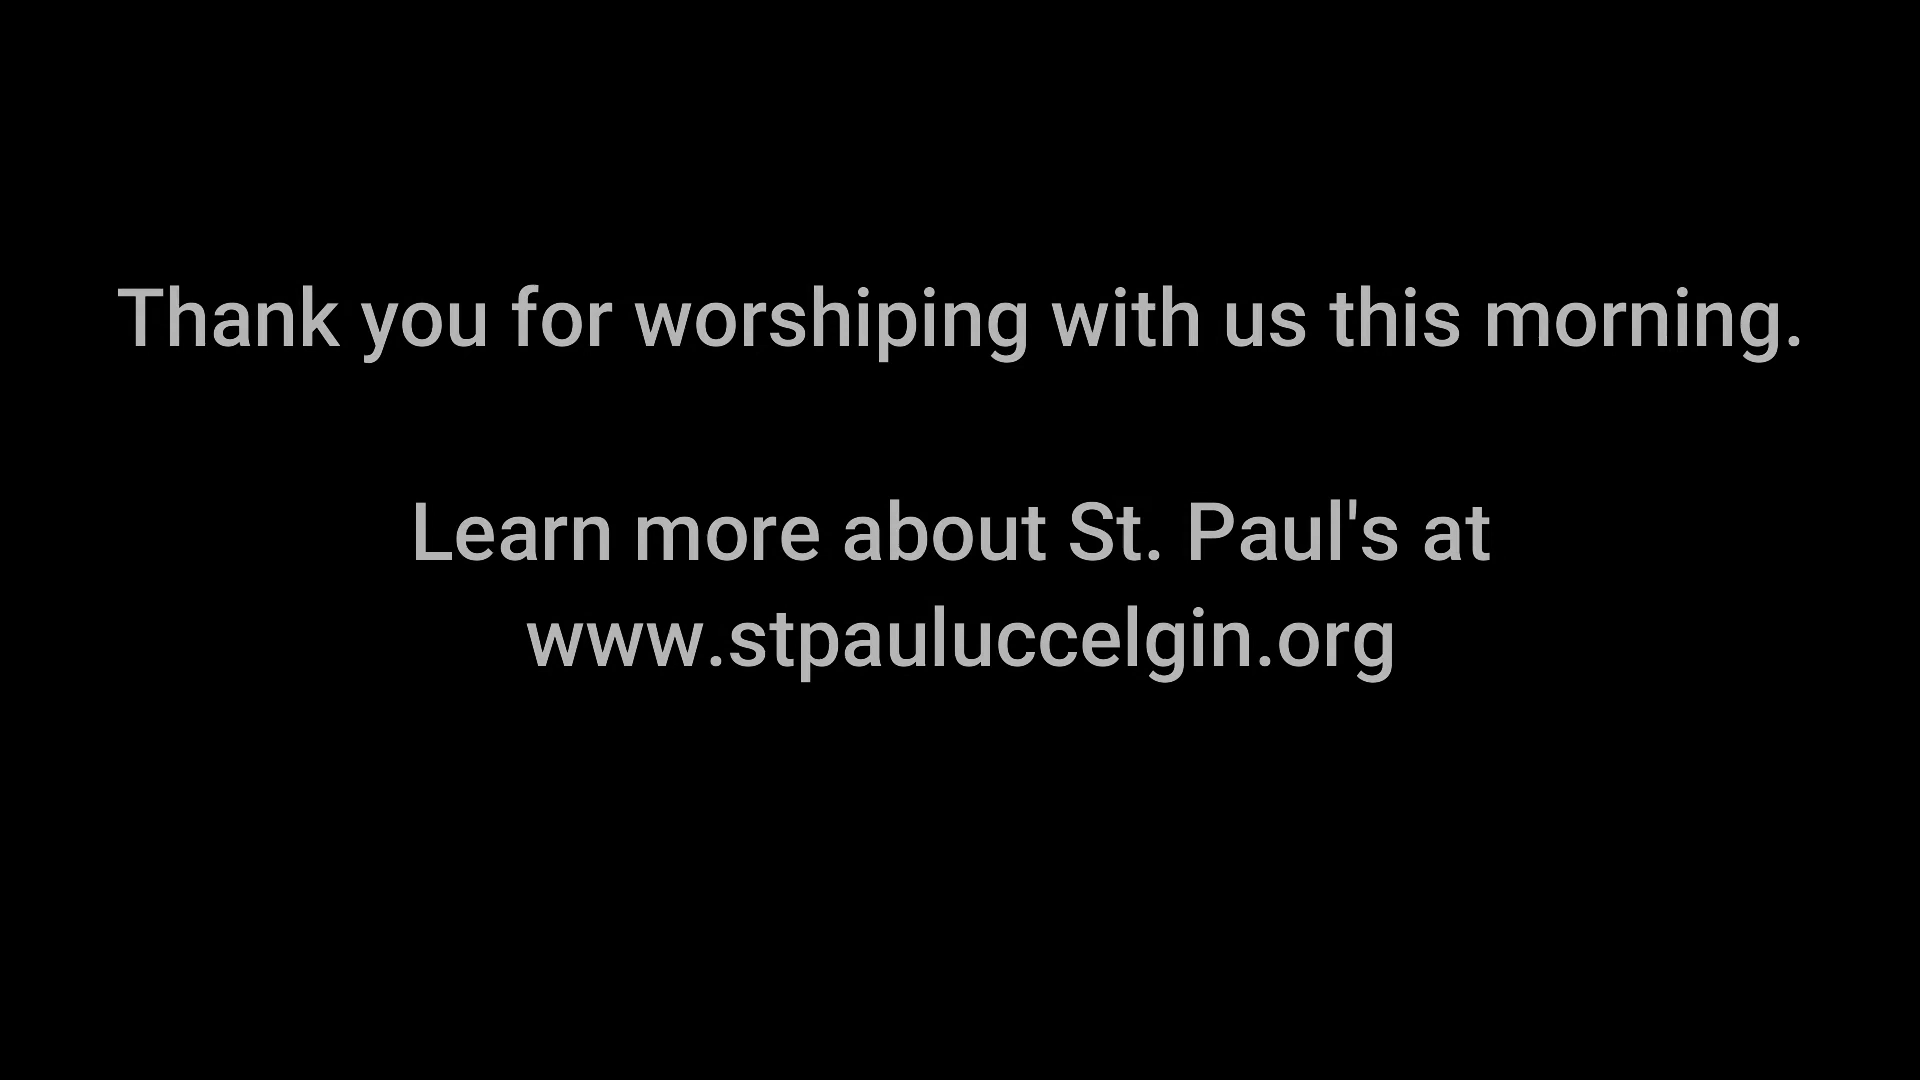 Thank you for worshiping with us this morning.
Learn more about St. Paul's at
www.stpauluccelgin.org